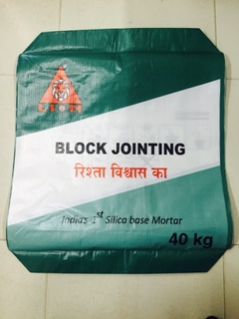 BLOCK JOINTING
रिश्ता विश्वास का
India's 1st Silica base Mortar
40 kg